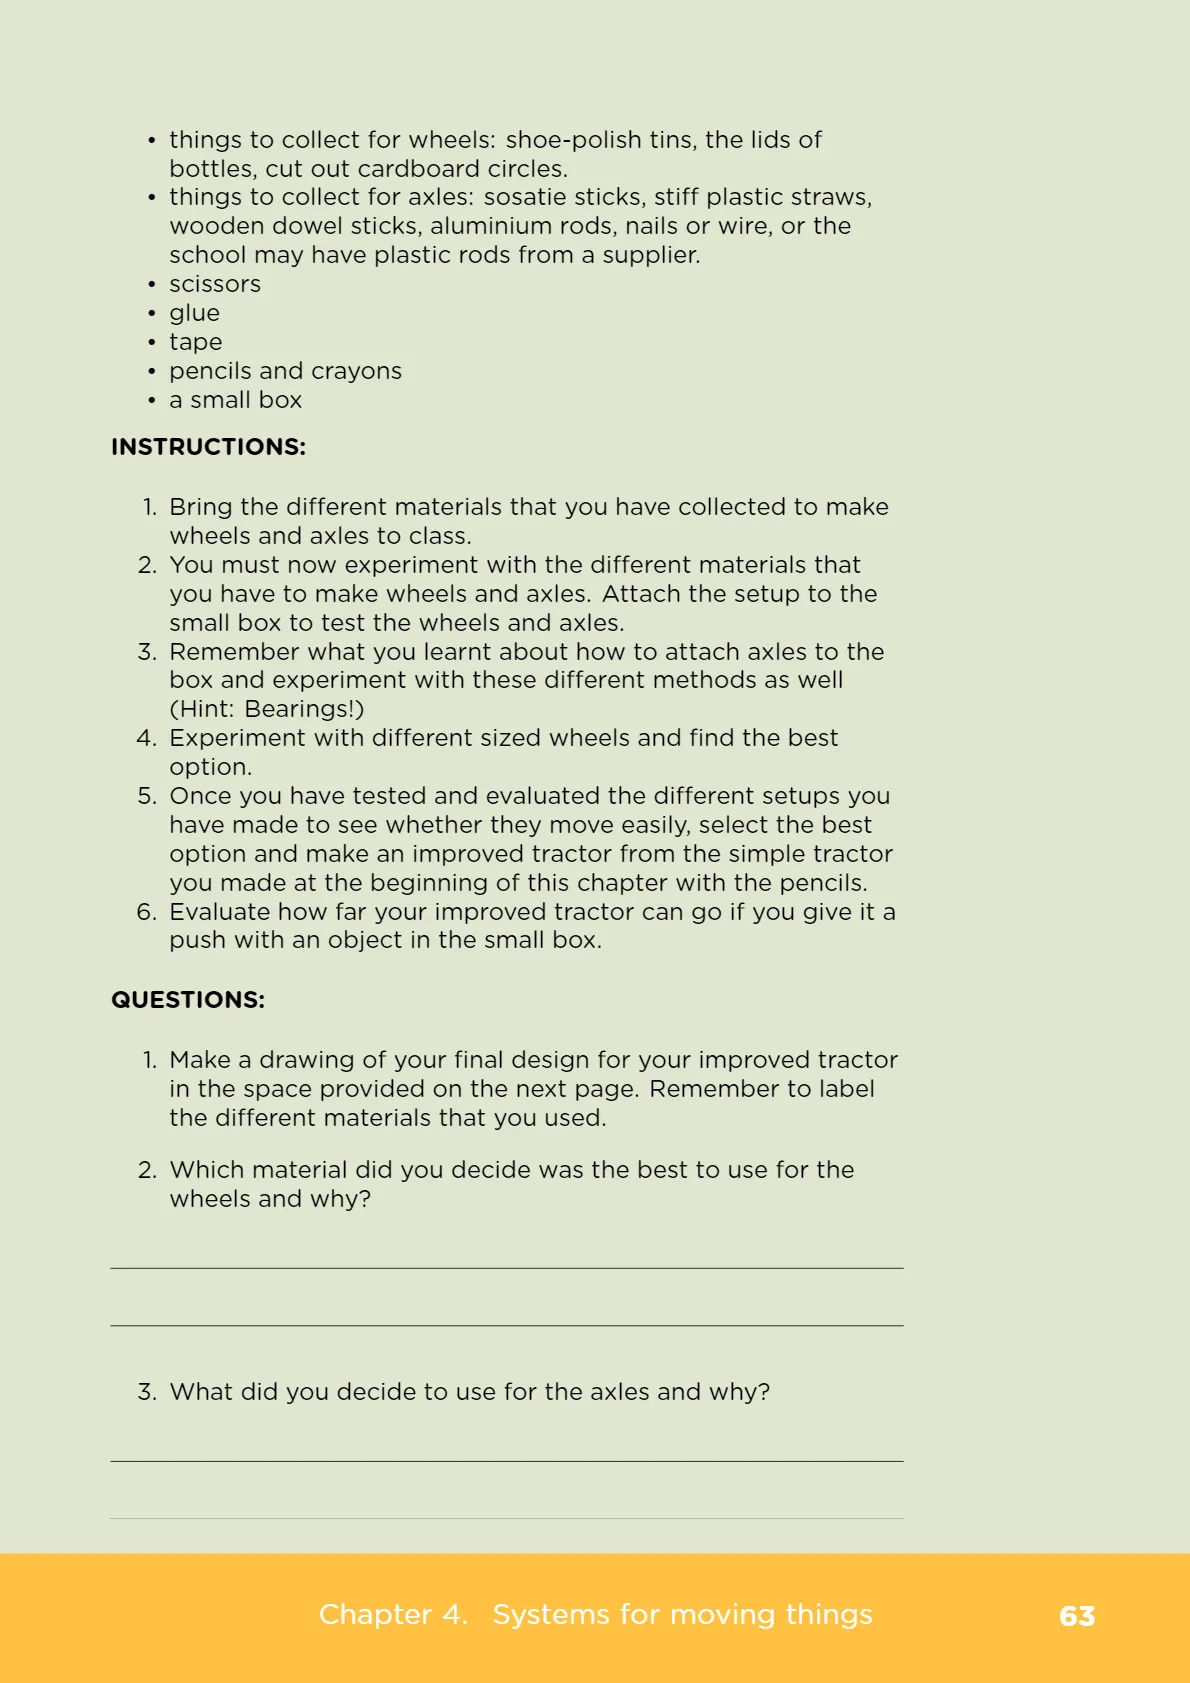 • things to collect for wheels: shoe-polish tins, the lids of
bottles, cut out cardboard circles.
• things to collect for axles: sosatie sticks, stiff plastic straws,
wooden dowel sticks, aluminium rods, nails or wire, or the
school may have plastic rods from a supplier.
• scissors
• glue
• tape
• pencils and crayons
• a small box
INSTRUCTIONS:
1. Bring the different materials that you have collected to make
wheels and axles to class.
2. You must now experiment with the different materials that
you have to make wheels and axles. Attach the setup to the
small box to test the wheels and axles.
3. Remember what you learnt about how to attach axles to the
box and experiment with these different methods as well
(Hint: Bearings!)
4. Experiment with different sized wheels and find the best
option.
5. Once you have tested and evaluated the different setups you
have made to see whether they move easily, select the best
option and make an improved tractor from the simple tractor
you made at the beginning of this chapter with the pencils.
6. Evaluate how far your improved tractor can go if you give it a
push with an object in the small box.
QUESTIONS:
1. Make a drawing of your final design for your improved tractor
in the space provided on the next page. Remember to label
the different materials that you used.
2. Which material did you decide was the best to use for the
wheels and why?
3. What did you decide to use for the axles and why?
Chapter 4. Systems for moving things 63